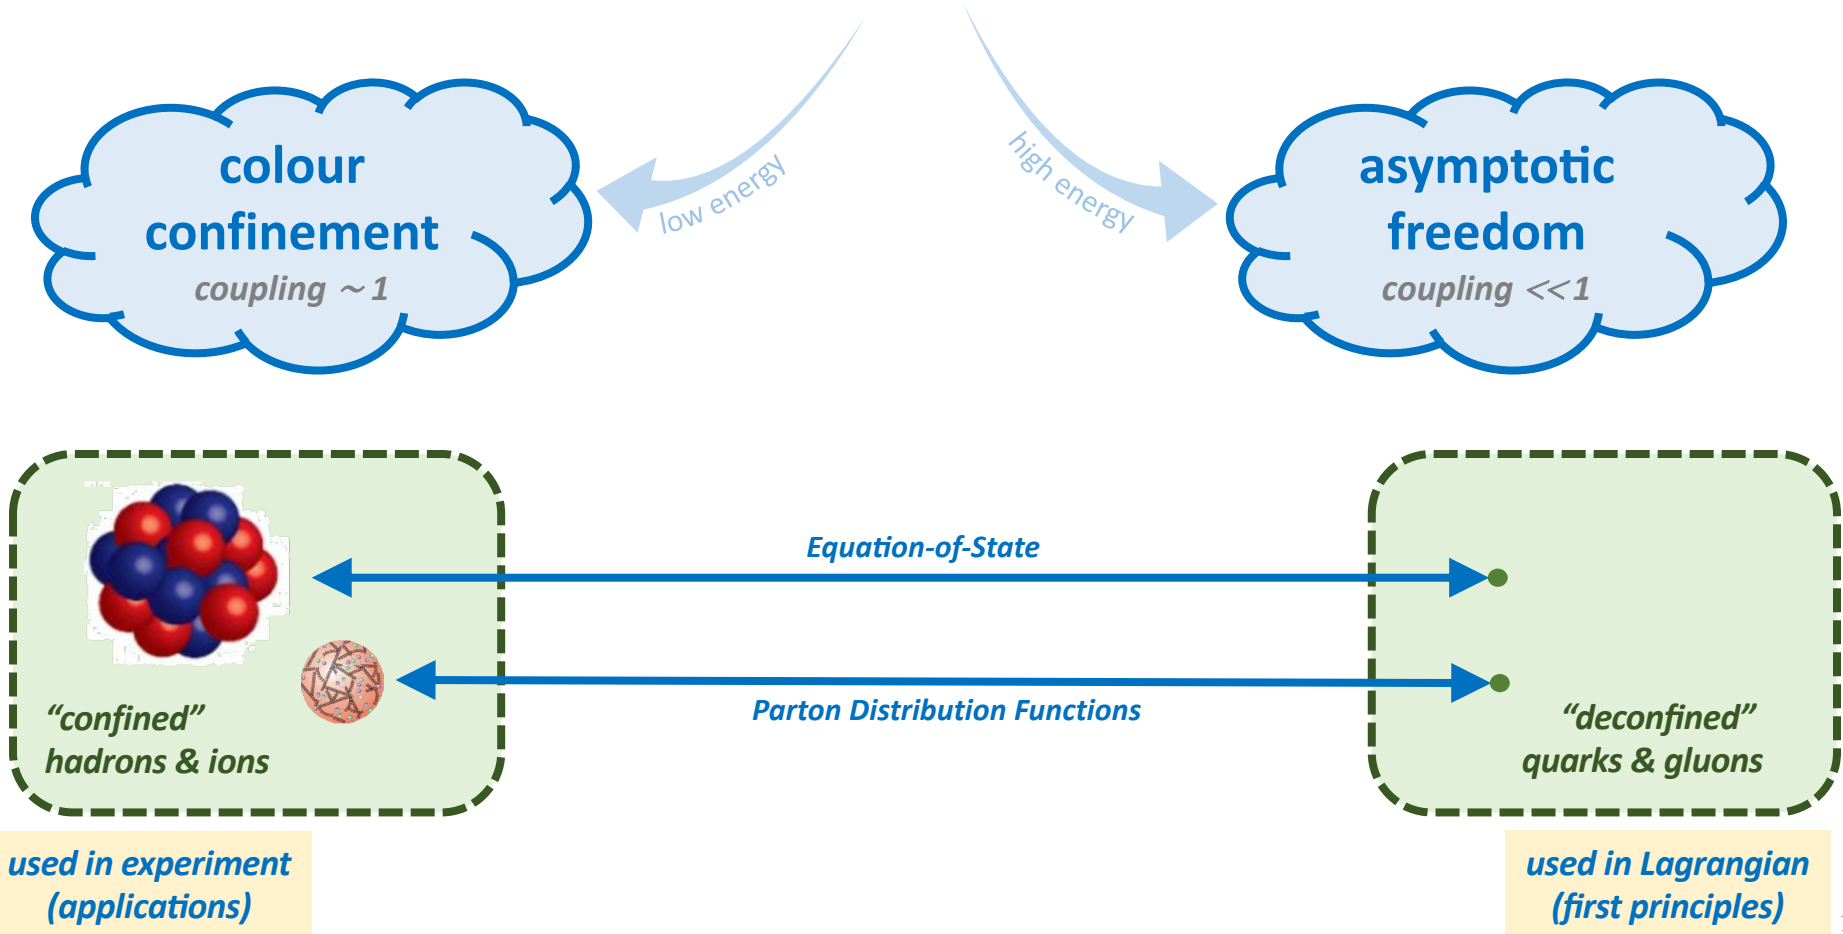 colour
confinement
coupling ~ 1
low energy
high energy
asymptotic
freedom
coupling << 1
Equation-of-State
Parton Distribution Functions
"confined"
hadrons & ions
"deconfined"
quarks & gluons
used in experiment
(applications)
used in Lagrangian
(first principles)